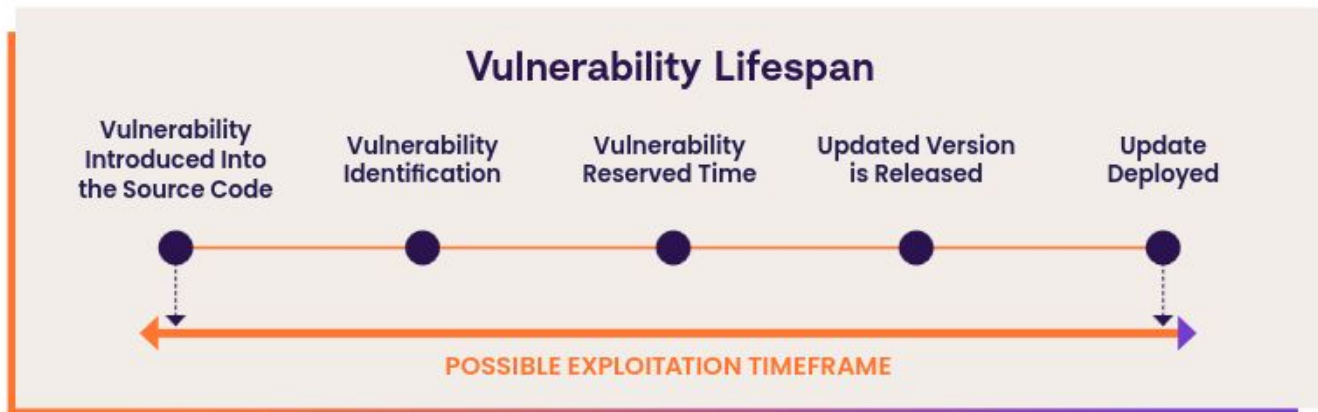 Vulnerability Lifespan
Vulnerability
Introduced Into
the Source Code
Vulnerability
Identification
Vulnerability
Reserved Time
Updated Version
is Released
Update
Deployed
POSSIBLE EXPLOITATION TIMEFRAME